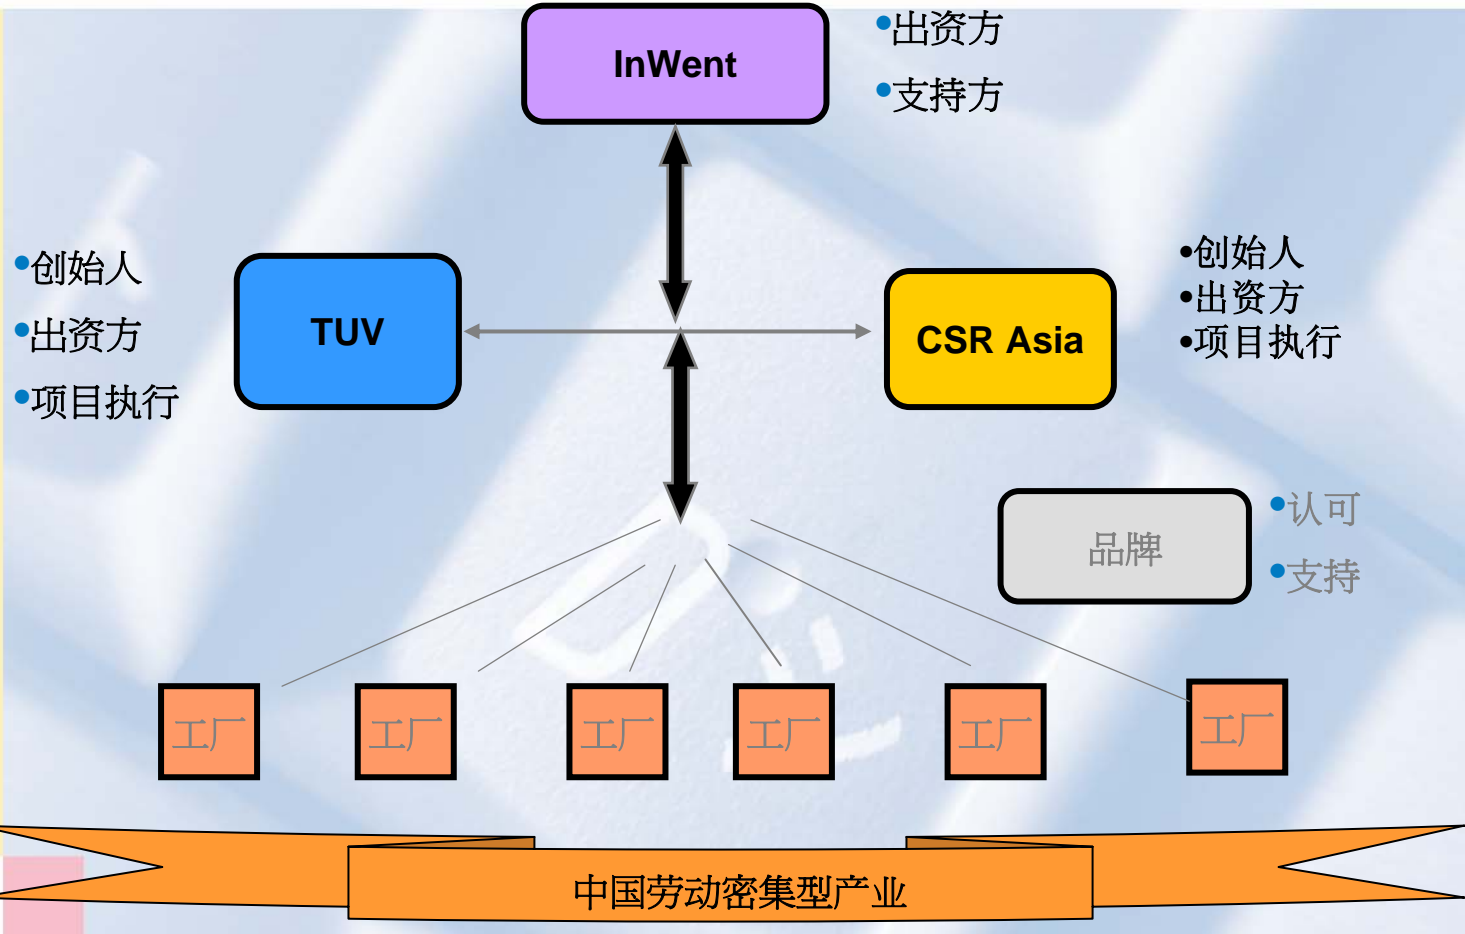 InWent
•出资方
•支持方
•创始人
•出资方
•项目执行
TUV
CSR Asia
•创始人
•出资方
•项目执行
品牌
•认可
•支持
工厂
工厂
工厂
工厂
工厂
工厂
中国劳动密集型产业